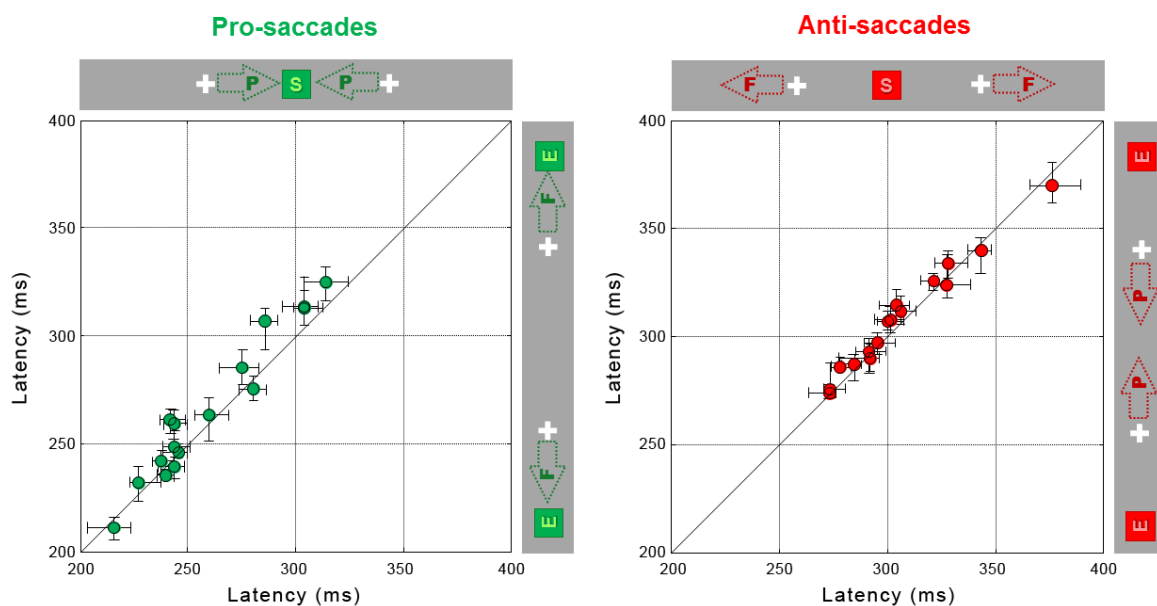 Pro-saccades
P S P
400
350
300
250
200
Latency (ms)
200 250 300 350 400
Latency (ms)
E
F
F
E
Anti-saccades
F S F
400
350
300
250
200
Latency (ms)
200 250 300 350 400
Latency (ms)
E
P
P
E